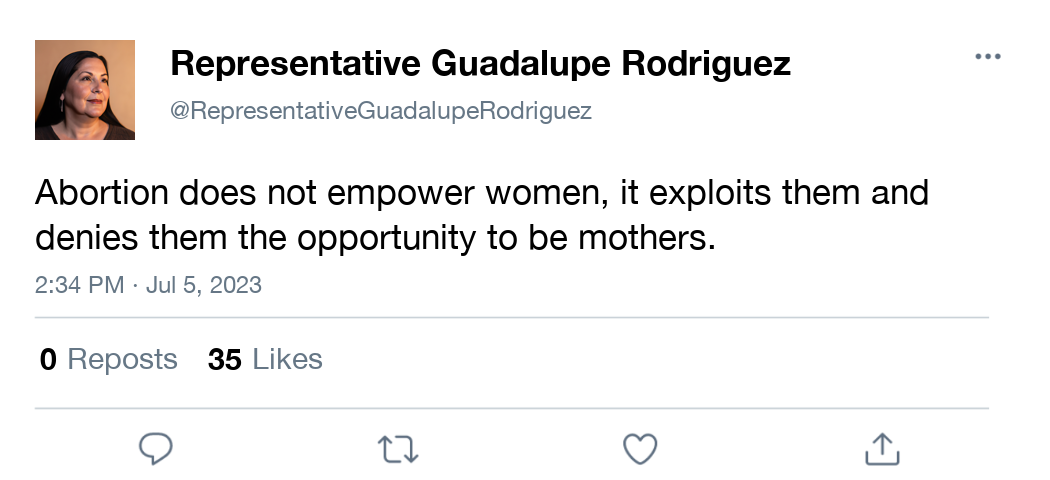 Representative Guadalupe Rodriguez
@RepresentativeGuadalupeRodriguez
Abortion does not empower women, it exploits them and
denies them the opportunity to be mothers.
2:34 PM · Jul 5, 2023
0 Reposts 35 Likes